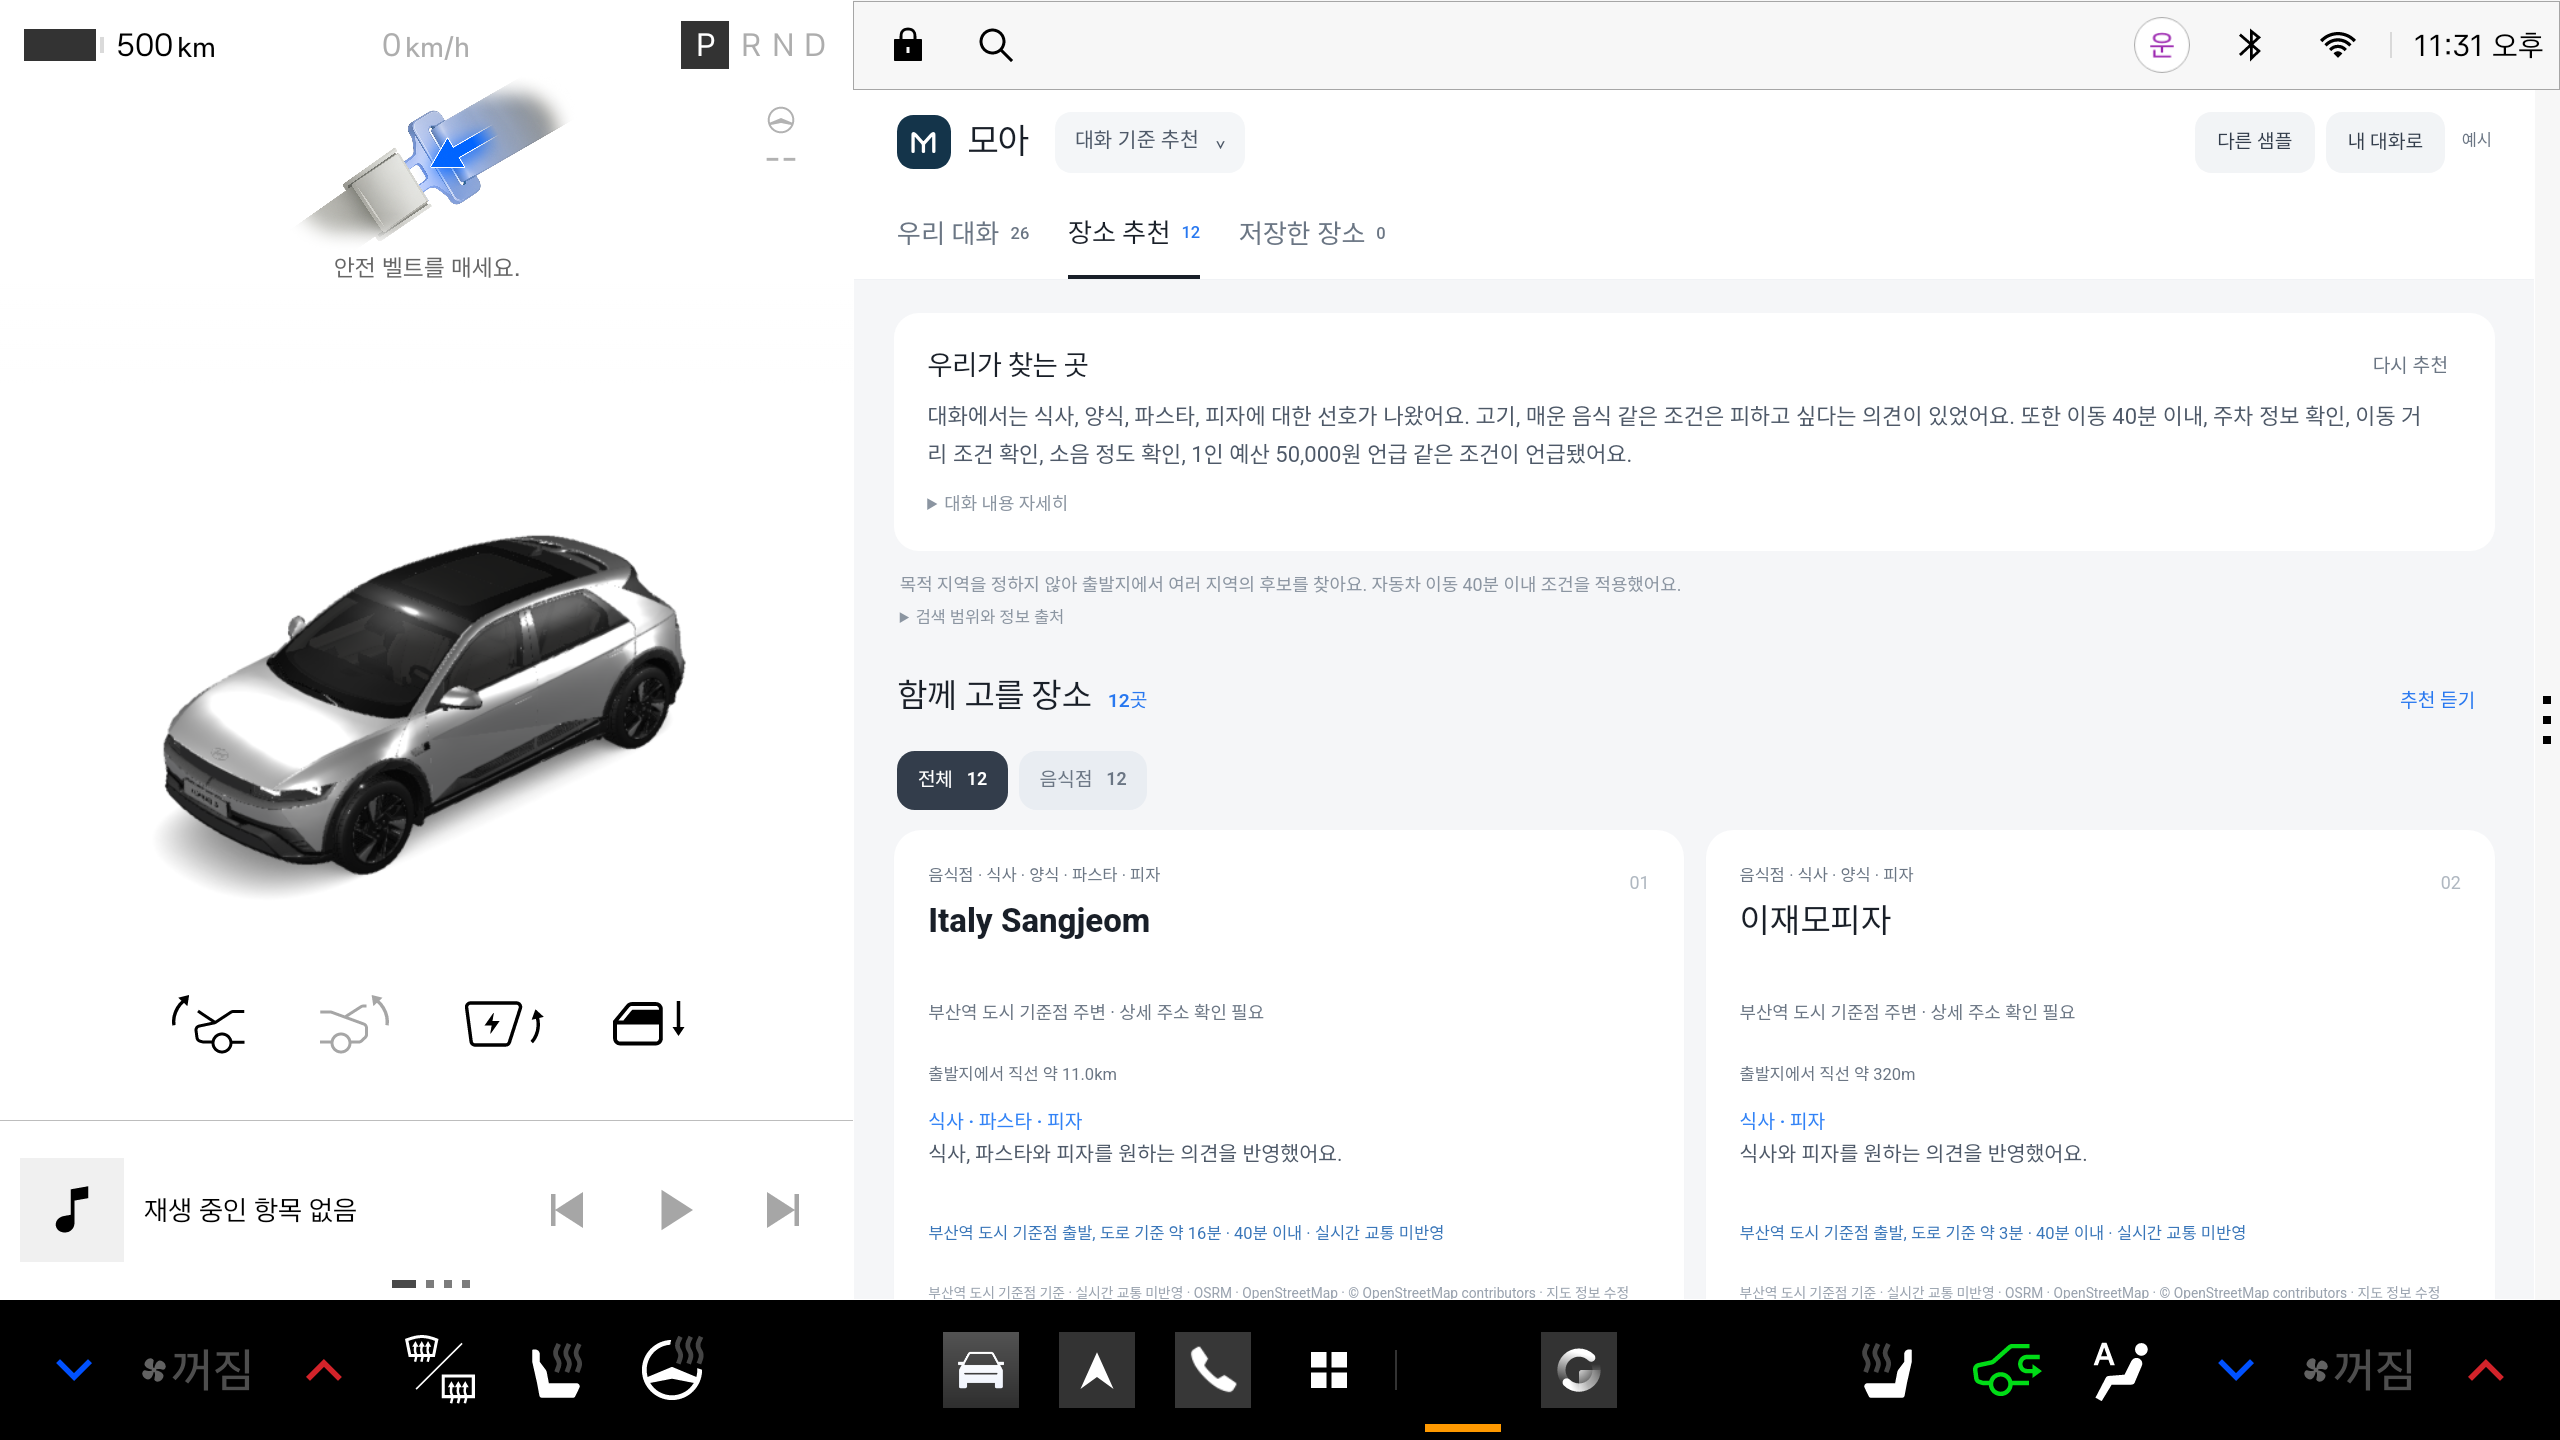 500 km
0 km/h
P R N D
안전 벨트를 매세요.
재생 중인 항목 없음
운
11:31 오후
모아
대화 기준 추천
다른 샘플
내 대화로
예시
우리 대화 26
장소 추천 12
저장한 장소 0
우리가 찾는 곳
다시 추천
대화에서는 식사, 양식, 파스타, 피자에 대한 선호가 나왔어요. 고기, 매운 음식 같은 조건은 피하고 싶다는 의견이 있었어요. 또한 이동 40분 이내, 주차 정보 확인, 이동 거
리 조건 확인, 소음 정도 확인, 1인 예산 50,000원 언급 같은 조건이 언급됐어요.
▶ 대화 내용 자세히
목적 지역을 정하지 않아 출발지에서 여러 지역의 후보를 찾아요. 자동차 이동 40분 이내 조건을 적용했어요.
▶ 검색 범위와 정보 출처
함께 고를 장소 12곳
추천 듣기
전체 12
음식점 12
음식점 · 식사 · 양식 · 파스타 · 피자
01
Italy Sangjeom
부산역 도시 기준점 주변 · 상세 주소 확인 필요
출발지에서 직선 약 11.0km
식사 · 파스타 · 피자
식사, 파스타와 피자를 원하는 의견을 반영했어요.
부산역 도시 기준점 출발, 도로 기준 약 16분 · 40분 이내 · 실시간 교통 미반영
부산역 도시 기준점 기준 · 실시간 교통 미반영 · OSRM · OpenStreetMap · © OpenStreetMap contributors · 지도 정보 수정
음식점 · 식사 · 양식 · 피자
02
이재모피자
부산역 도시 기준점 주변 · 상세 주소 확인 필요
출발지에서 직선 약 320m
식사 · 피자
식사와 피자를 원하는 의견을 반영했어요.
부산역 도시 기준점 출발, 도로 기준 약 3분 · 40분 이내 · 실시간 교통 미반영
부산역 도시 기준점 기준 · 실시간 교통 미반영 · OSRM · OpenStreetMap · © OpenStreetMap contributors · 지도 정보 수정
꺼짐
A
꺼짐